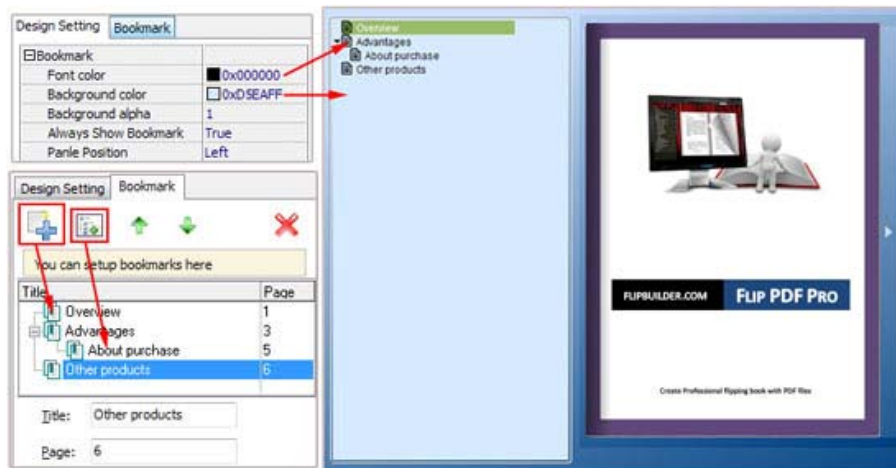 Design Setting Bookmark
Bookmark
Font color 0x000000
Background color 0xD5EAFF
Background alpha 1
Always Show Bookmark True
Panle Position Left
Design Setting Bookmark
You can setup bookmarks here
Title Page
Overview 1
Advantages 3
About purchase 5
Other products 6
Title: Other products
Page: 6
Overview
Advantages
About purchase
Other products
FLIPBUILDER.COM FLIP PDF PRO
Create Professional flipping book with PDF files